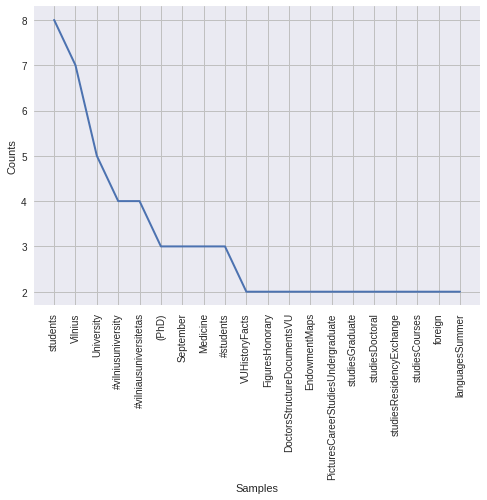 8
7
6
5
4
3
2
Counts
students
Vilnius
University
#vilniusuniversity
#vilniausuniversitetas
(PhD)
September
Medicine
#students
VUHistoryFacts
FiguresHonorary
DoctorsStructureDocumentsVU
EndowmentMaps
PicturesCareerStudiesUndergraduate
studiesGraduate
studiesDoctoral
studiesResidencyExchange
studiesCourses
foreign
languagesSummer
Samples